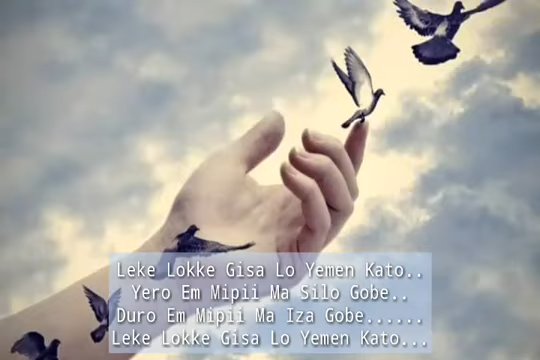 Leke Lokke Gisa Lo Yemen Kato..
Yero Em Mipii Ma Silo Gobe..
Duro Em Mipii Ma Iza Gobe......
Leke Lokke Gisa Lo Yemen Kato...